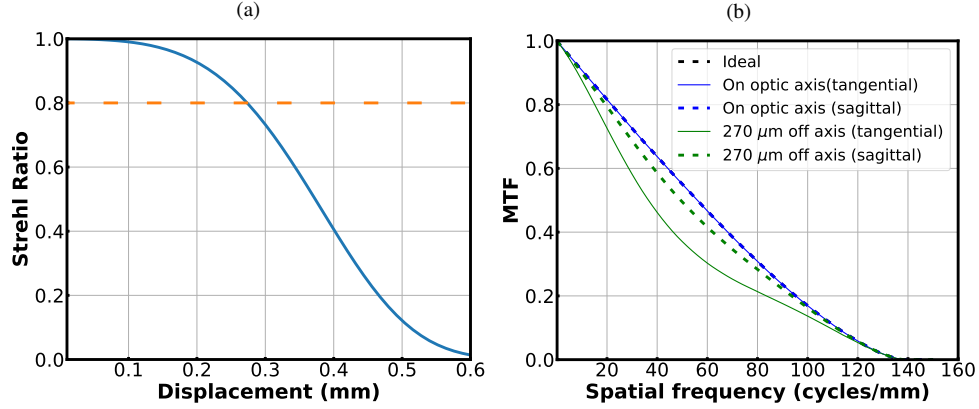 (a)
1.0
0.8
0.6
0.4
0.2
0.0
0.1
0.2
0.3
0.4
0.5
0.6
Strehl Ratio
Displacement (mm)
(b)
1.0
0.8
0.6
0.4
0.2
0.0
20
40
60
80
100
120
140
160
MTF
Spatial frequency (cycles/mm)
Ideal
On optic axis(tangential)
On optic axis (sagittal)
270 μm off axis (tangential)
270 μm off axis (sagittal)